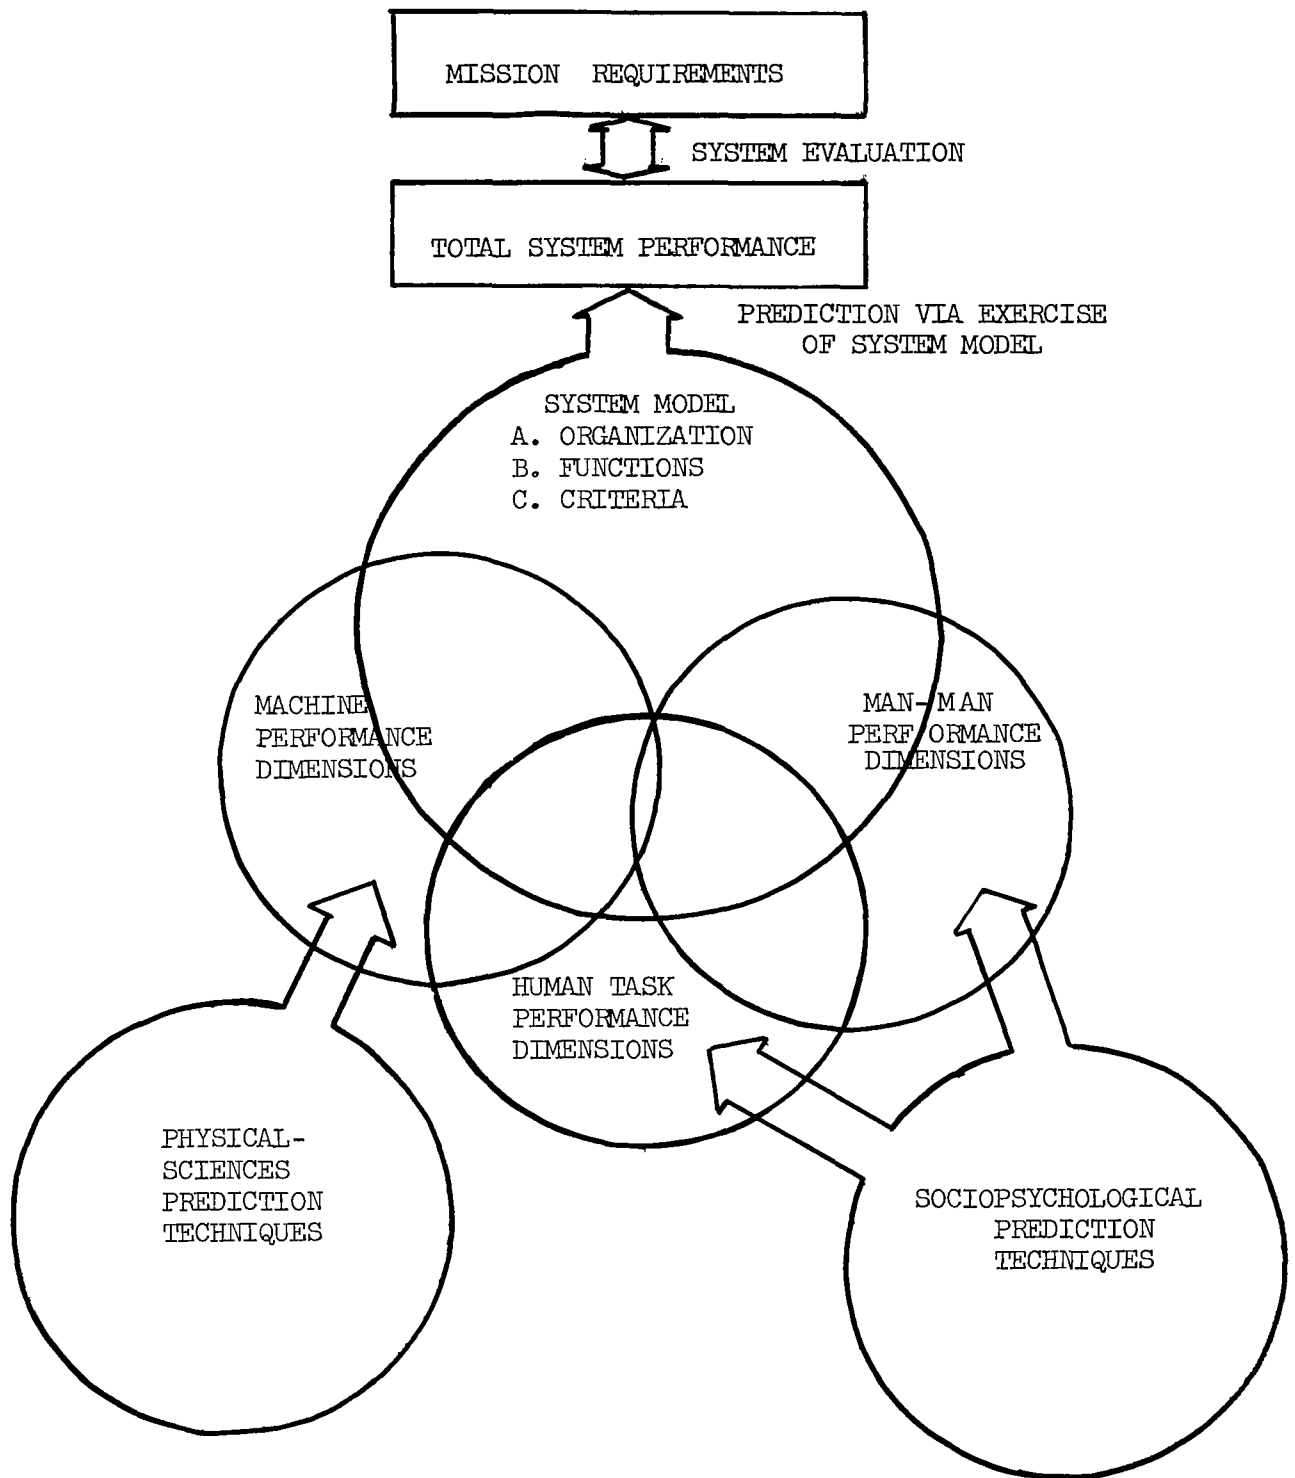 MISSION REQUIREMENTS
SYSTEM EVALUATION
TOTAL SYSTEM PERFORMANCE
PREDICTION VIA EXERCISE
OF SYSTEM MODEL
SYSTEM MODEL
A. ORGANIZATION
B. FUNCTIONS
C. CRITERIA
MACHINE
PERFORMANCE
DIMENSIONS
MAN-MAN
PERFORMANCE
DIMENSIONS
HUMAN TASK
PERFORMANCE
DIMENSIONS
PHYSICAL-
SCIENCES
PREDICTION
TECHNIQUES
SOCIOPSYCHOLOGICAL
PREDICTION
TECHNIQUES